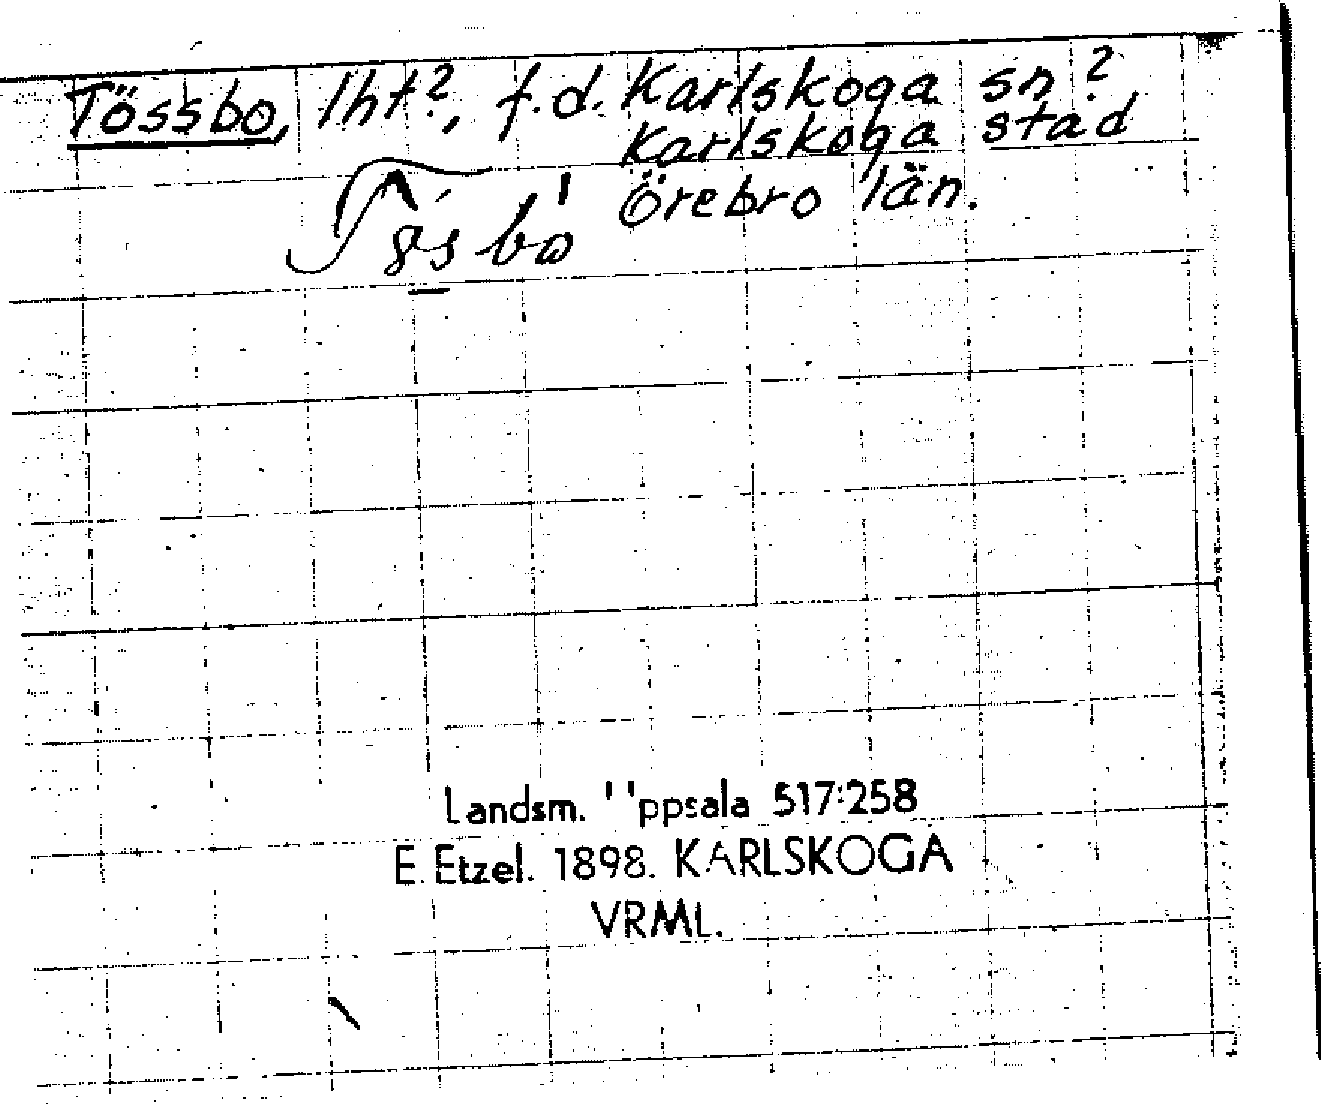 Tössbo, lht?, f.d. Karlskoga sn?
Karlskoga stad
Örebro län.
Landsm. Uppsala 517:258
E. Etzel. 1898. KARLSKOGA
VRML.